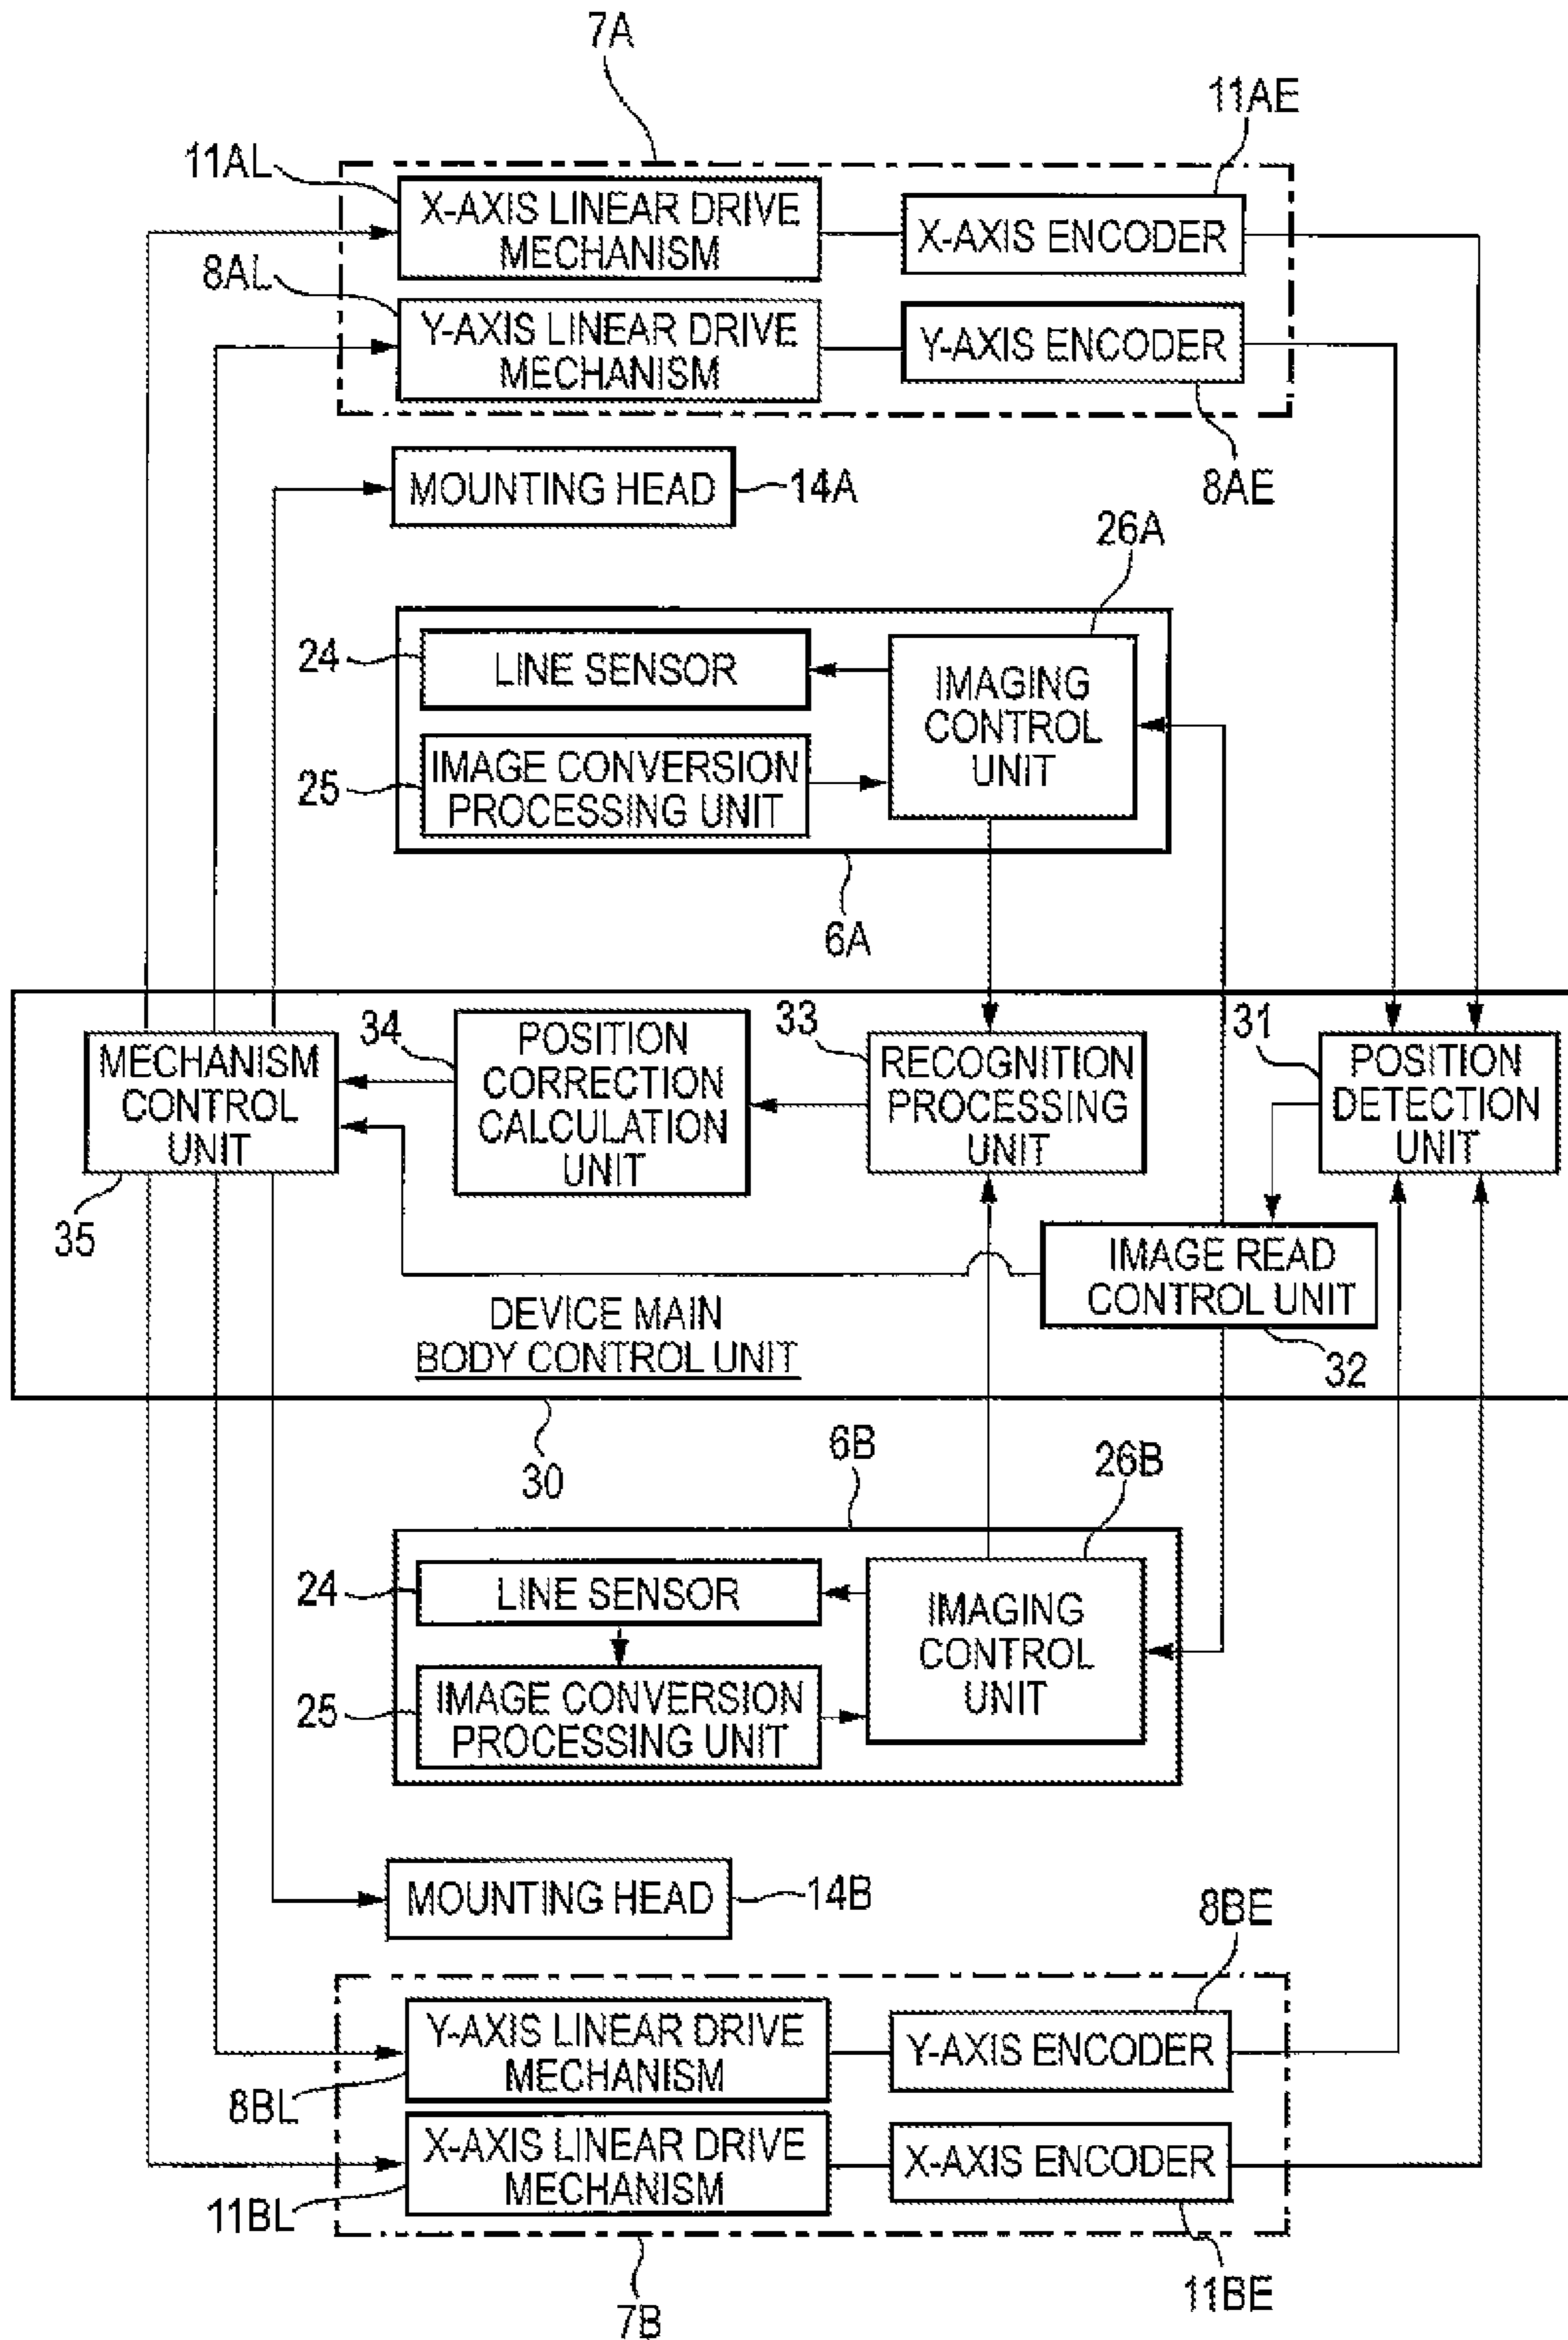 7A
11AE
11AL
X-AXIS LINEAR DRIVE
MECHANISM
X-AXIS ENCODER
8AL
Y-AXIS LINEAR DRIVE
MECHANISM
Y-AXIS ENCODER
8AE
MOUNTING HEAD
14A
26A
24
LINE SENSOR
IMAGING
CONTROL
UNIT
25
IMAGE CONVERSION
PROCESSING UNIT
6A
MECHANISM
CONTROL
UNIT
35
34
POSITION
CORRECTION
CALCULATION
UNIT
33
RECOGNITION
PROCESSING
UNIT
31
POSITION
DETECTION
UNIT
IMAGE READ
CONTROL UNIT
32
DEVICE MAIN
BODY CONTROL UNIT
30
6B
26B
24
LINE SENSOR
IMAGING
CONTROL
UNIT
25
IMAGE CONVERSION
PROCESSING UNIT
MOUNTING HEAD
14B
8BE
Y-AXIS LINEAR DRIVE
MECHANISM
Y-AXIS ENCODER
8BL
X-AXIS LINEAR DRIVE
MECHANISM
X-AXIS ENCODER
11BL
11BE
7B